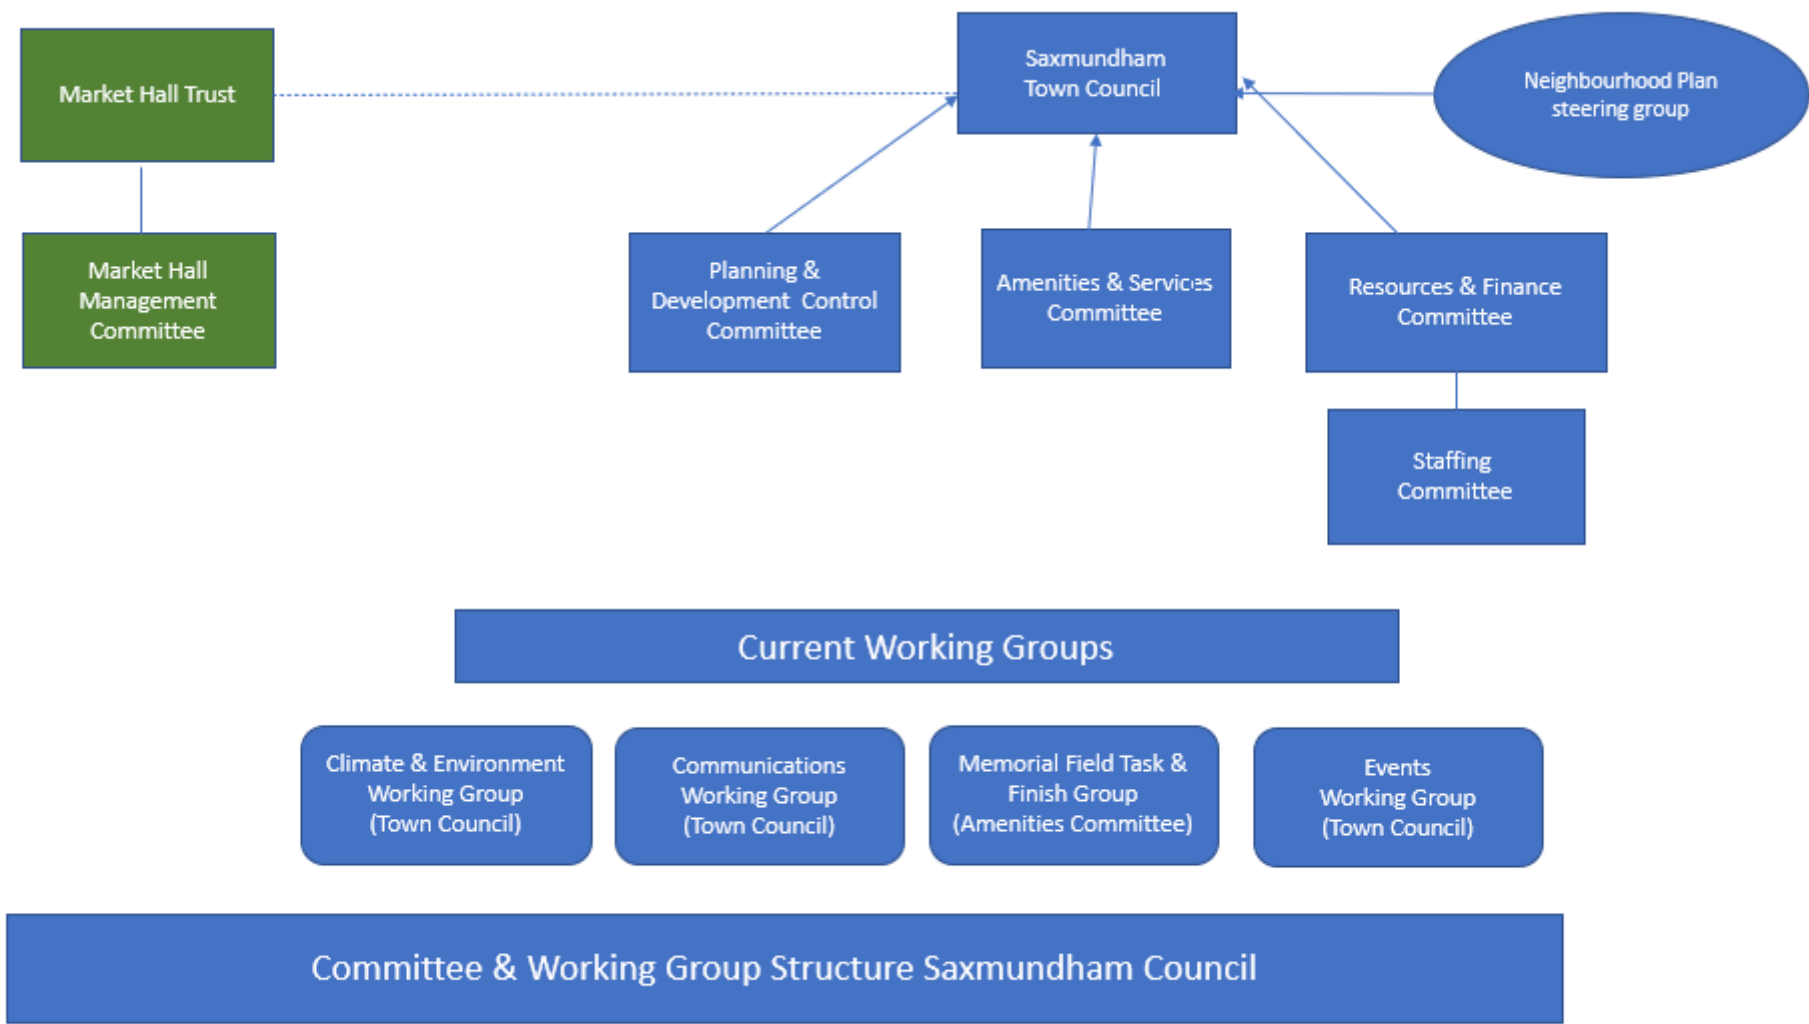 Market Hall Trust
Saxmundham
Town Council
Neighbourhood Plan
steering group
Market Hall
Management
Committee
Planning &
Development Control
Committee
Amenities & Services
Committee
Resources & Finance
Committee
Staffing
Committee
Current Working Groups
Climate & Environment
Working Group
(Town Council)
Communications
Working Group
(Town Council)
Memorial Field Task &
Finish Group
(Amenities Committee)
Events
Working Group
(Town Council)
Committee & Working Group Structure Saxmundham Council